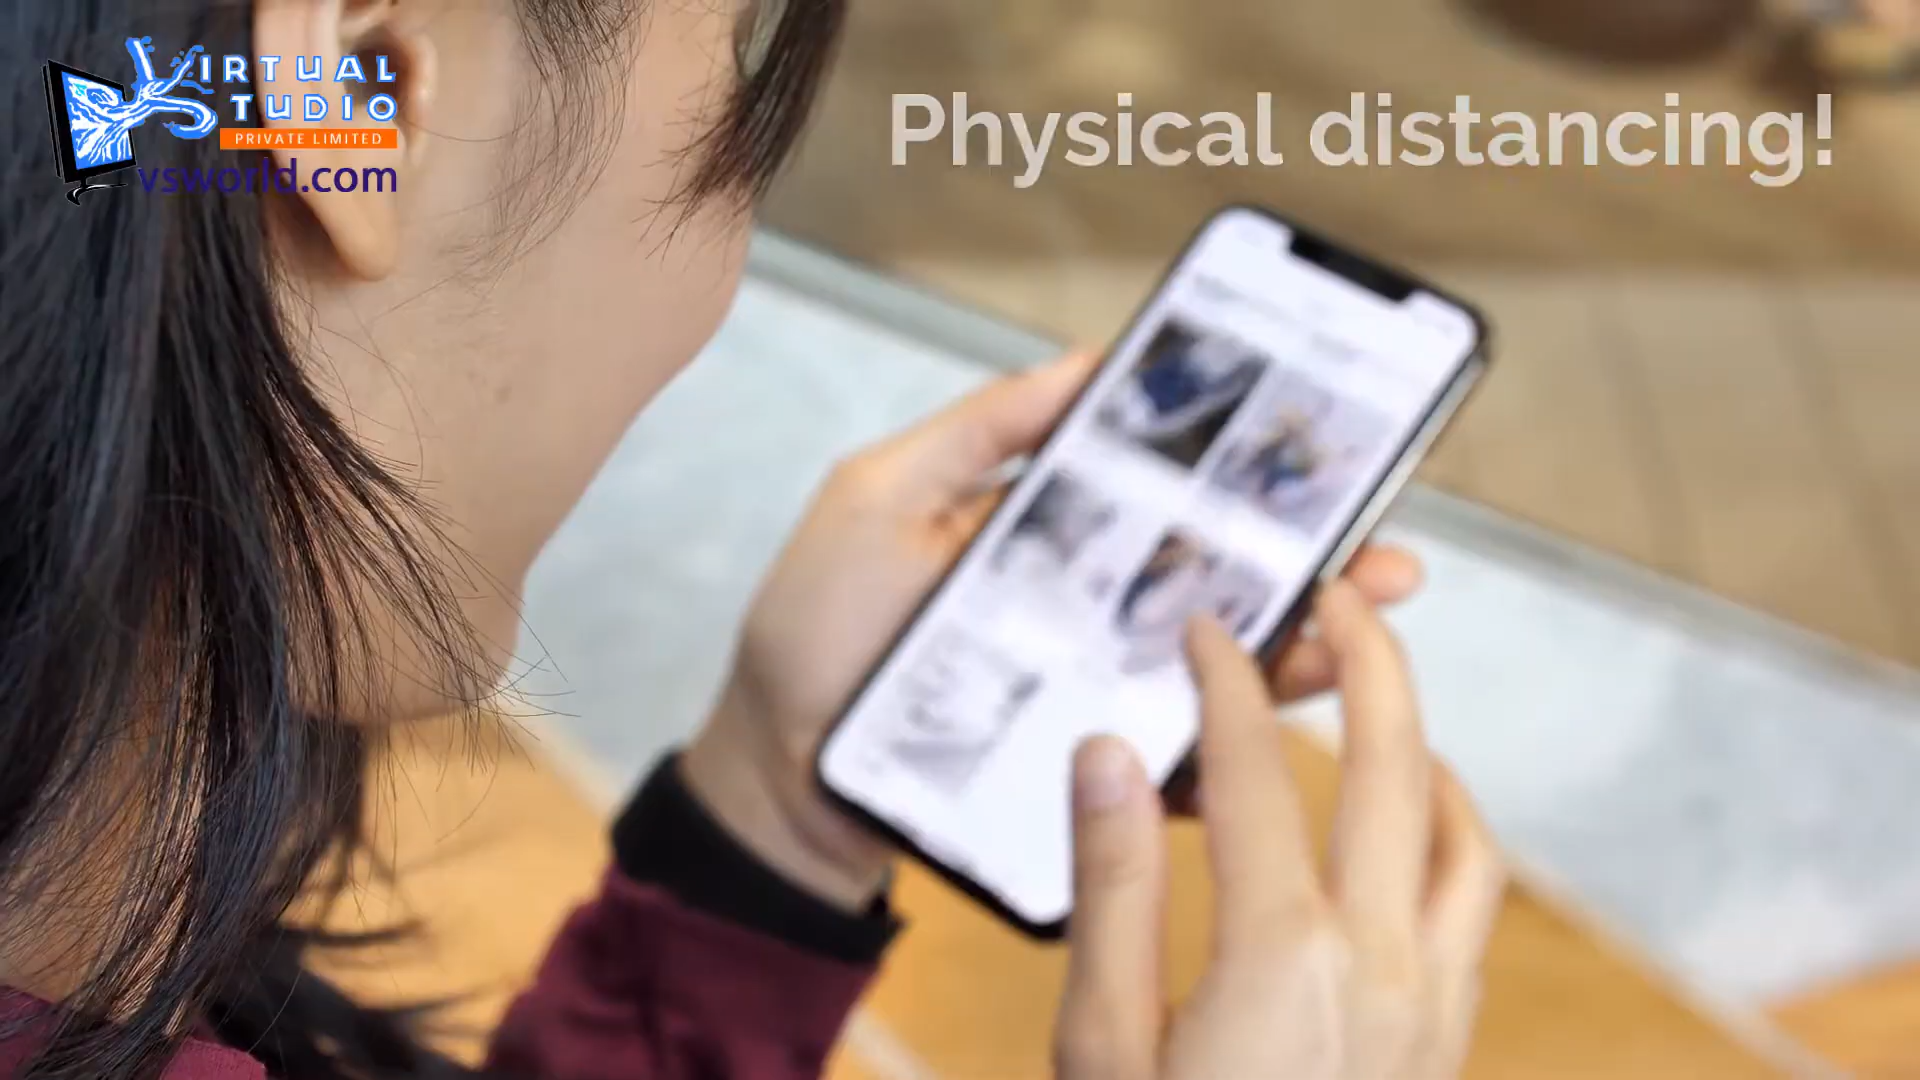 VIRTUAL
STUDIO
PRIVATE LIMITED
vsworld.com
Physical distancing!